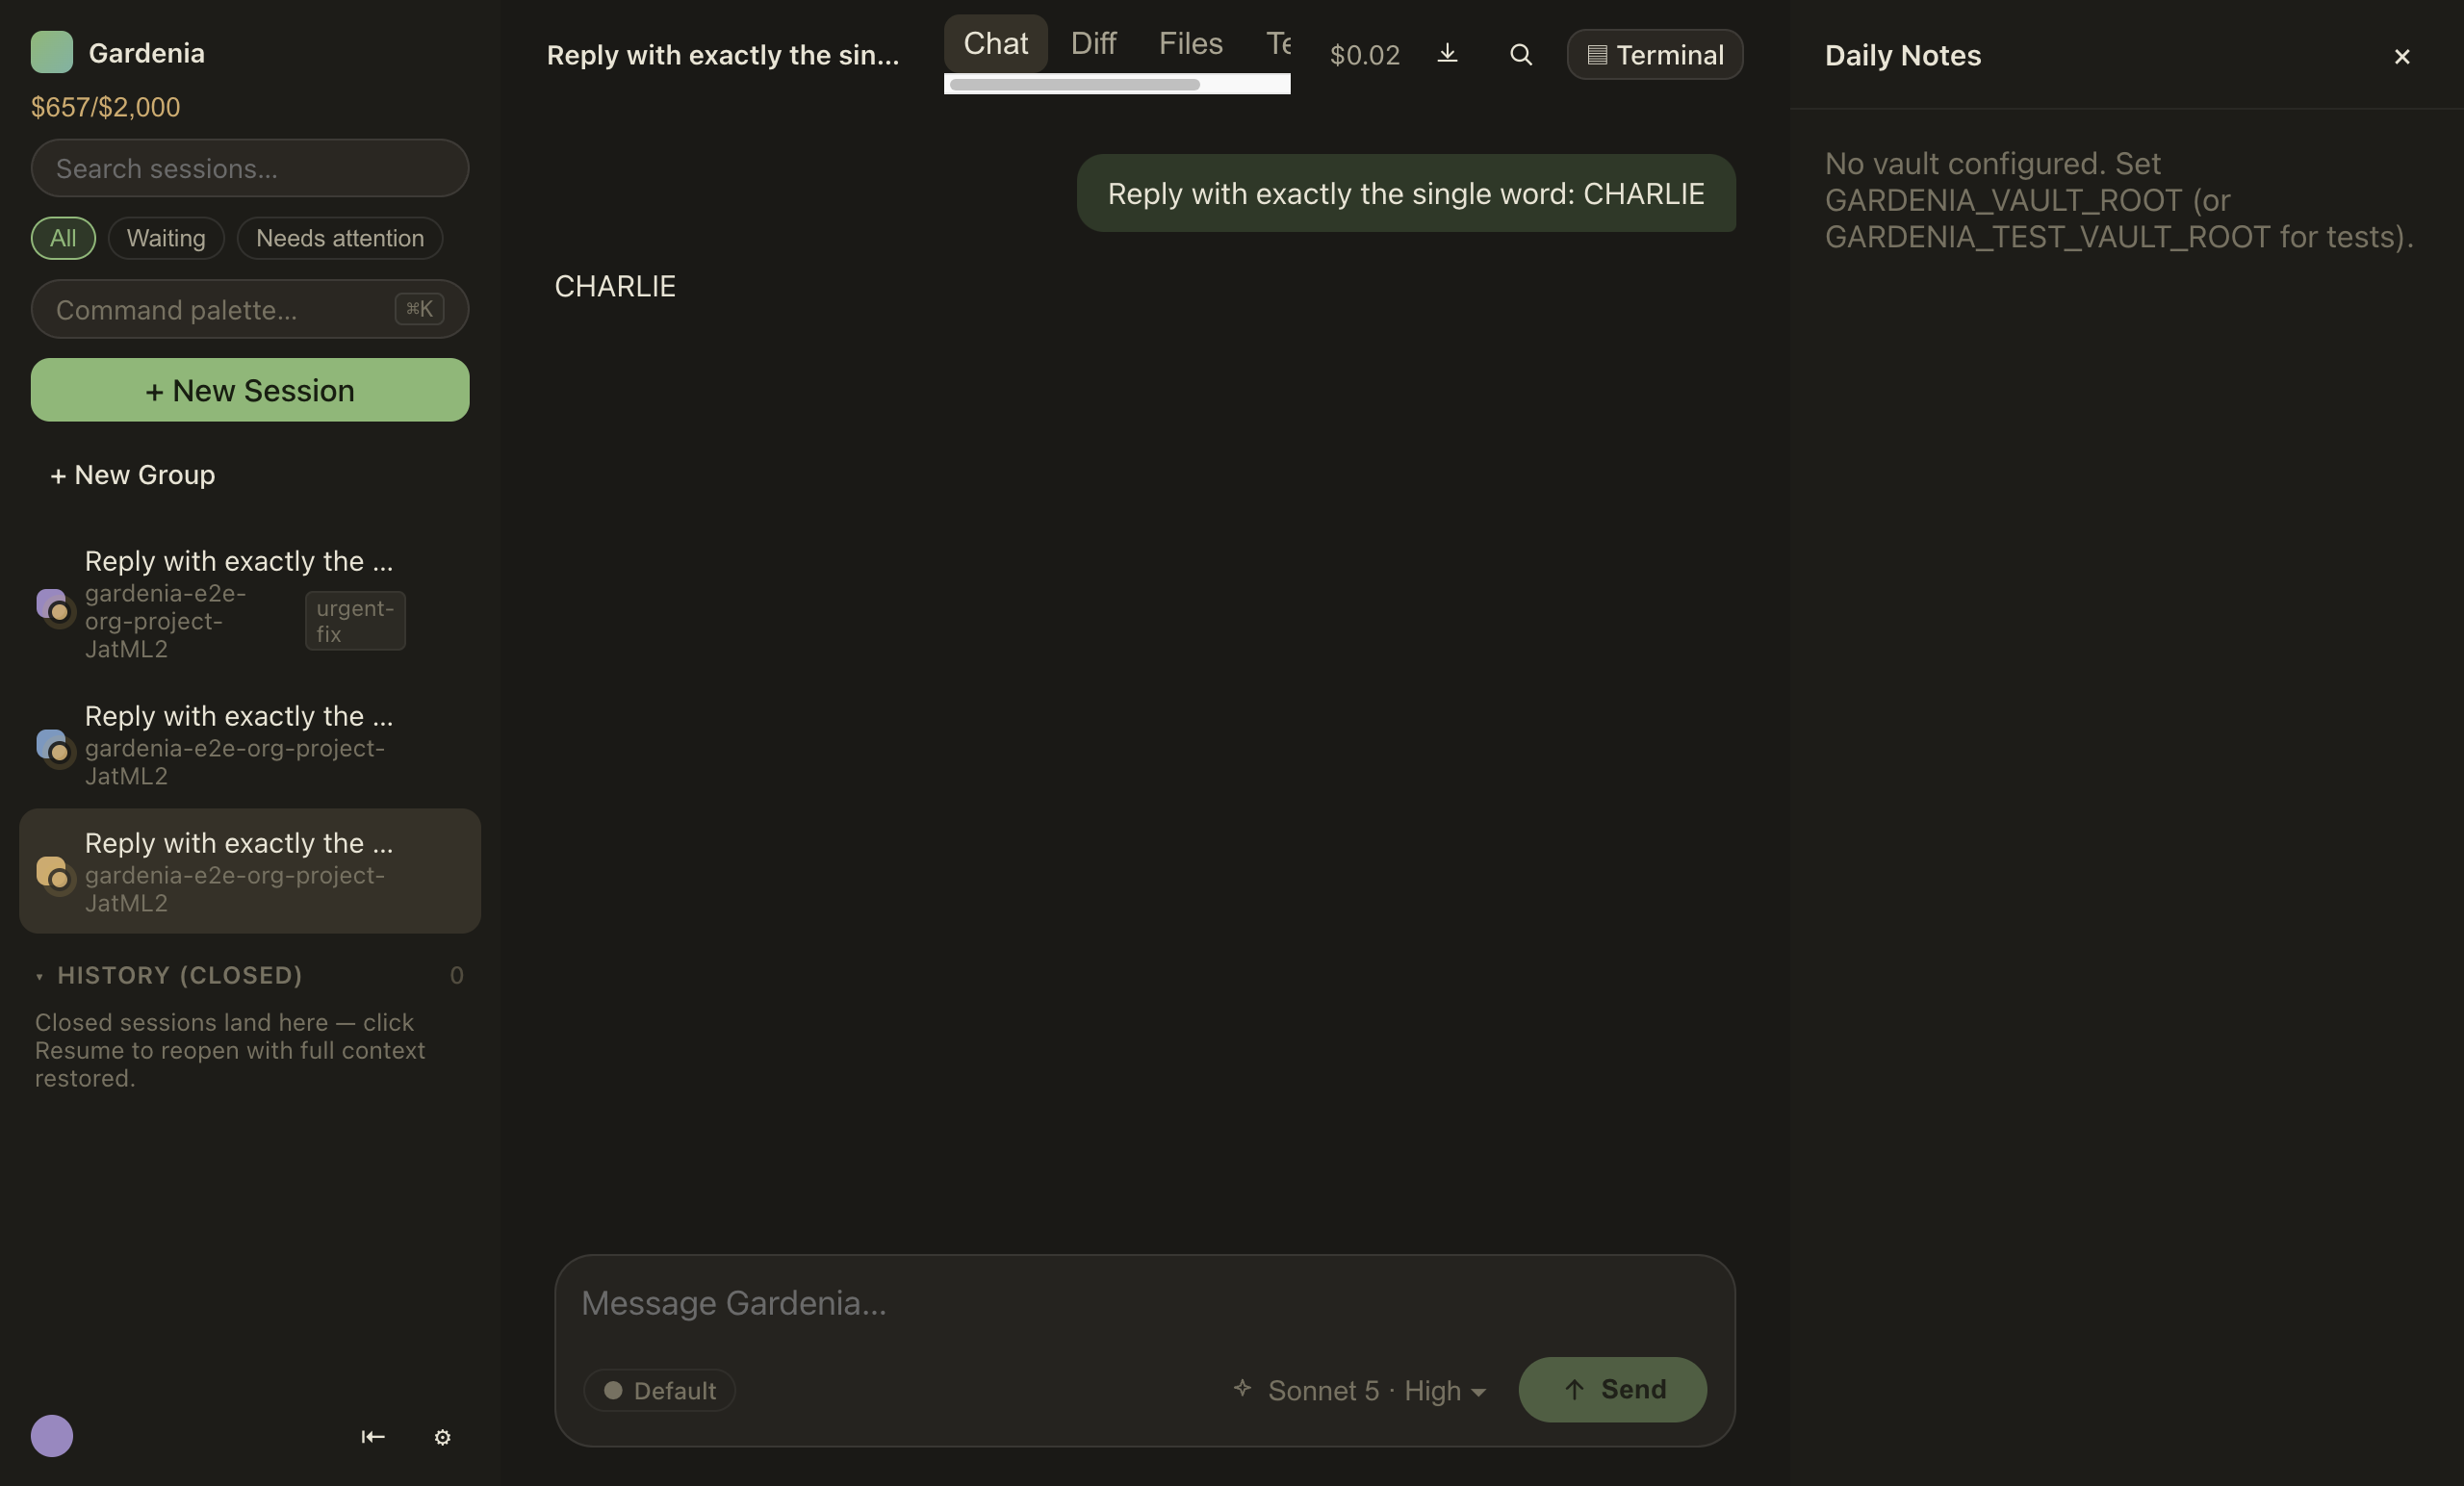 Gardenia
$657/$2,000
Search sessions...
All
Waiting
Needs attention
Command palette...
⌘K
+ New Session
+ New Group
Reply with exactly the ...
gardenia-e2e-
org-project-
JatML2
urgent-
fix
Reply with exactly the ...
gardenia-e2e-org-project-
JatML2
Reply with exactly the ...
gardenia-e2e-org-project-
JatML2
HISTORY (CLOSED)
0
Closed sessions land here — click
Resume to reopen with full context
restored.
Reply with exactly the sin...
Chat
Diff
Files
Te
$0.02
Terminal
Reply with exactly the single word: CHARLIE
CHARLIE
Message Gardenia...
Default
Sonnet 5 · High
Send
Daily Notes
No vault configured. Set
GARDENIA_VAULT_ROOT (or
GARDENIA_TEST_VAULT_ROOT for tests).